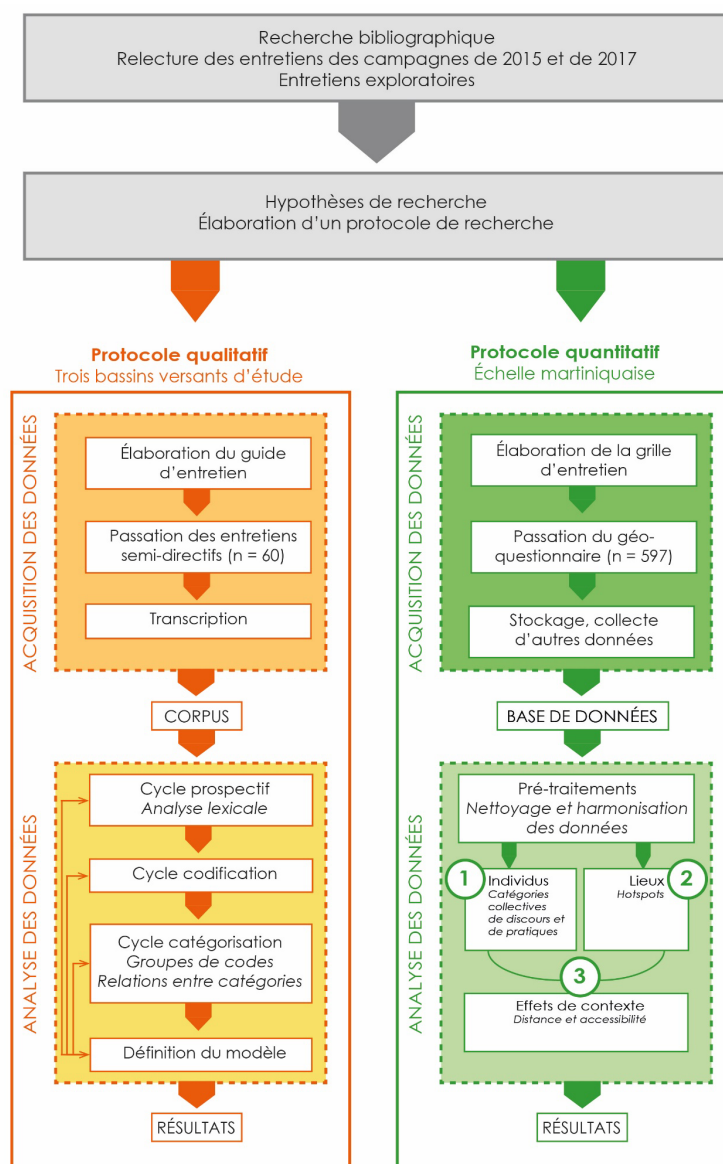 Recherche bibliographique
Relecture des entretiens des campagnes de 2015 et de 2017
Entretiens exploratoires
Hypothèses de recherche
Élaboration d'un protocole de recherche
Protocole qualitatif
Trois bassins versants d'étude
ACQUISITION DES DONNÉES
Élaboration du guide
d'entretien
Passation des entretiens
semi-directifs (n = 60)
Transcription
CORPUS
ANALYSE DES DONNÉES
Cycle prospectif
Analyse lexicale
Cycle codification
Cycle catégorisation
Groupes de codes
Relations entre catégories
Définition du modèle
RÉSULTATS
Protocole quantitatif
Échelle martiniquaise
ACQUISITION DES DONNÉES
Élaboration de la grille
d'entretien
Passation du géo-
questionnaire (n = 597)
Stockage, collecte
d'autres données
BASE DE DONNÉES
ANALYSE DES DONNÉES
Pré-traitements
Nettoyage et harmonisation
des données
1
Individus
Catégories
collectives
de discours et
de pratiques
Lieux
Hotspots
2
3
Effets de contexte
Distance et accessibilité
RÉSULTATS